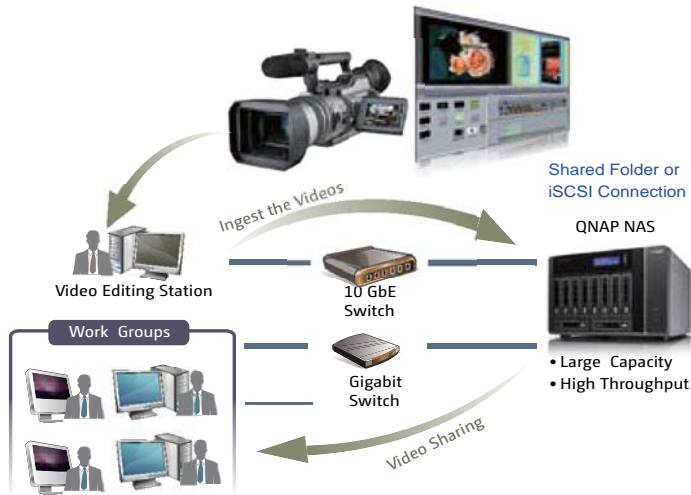 Shared Folder or
iSCSI Connection
Ingest the Videos
QNAP NAS
Video Editing Station
10 GbE
Switch
Work Groups
Gigabit
Switch
• Large Capacity
• High Throughput
Video Sharing